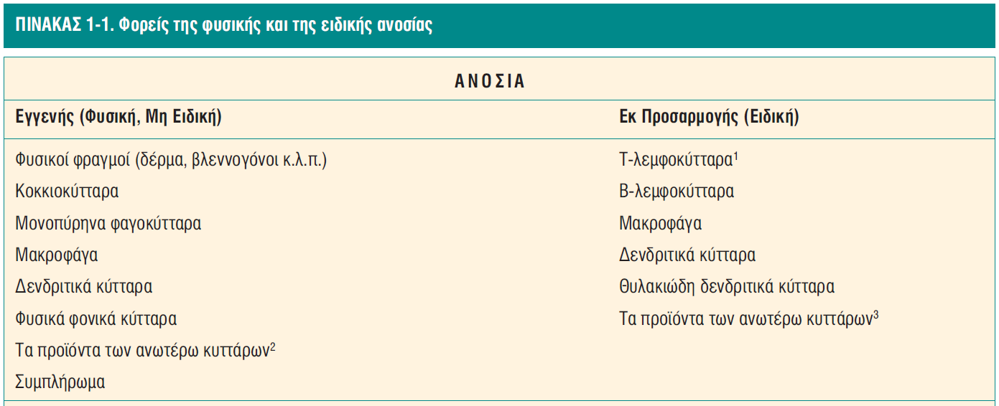 ΠΙΝΑΚΑΣ 1-1. Φορείς της φυσικής και της ειδικής ανοσίας
ΑΝΟΣΙΑ
Εγγενής (Φυσική, Μη Ειδική) Εκ Προσαρμογής (Ειδική)
Φυσικοί φραγμοί (δέρμα, βλεννογόνοι κ.λ.π.) Τ-λεμφοκύτταρα¹
Κοκκιοκύτταρα Β-λεμφοκύτταρα
Μονοπύρηνα φαγοκύτταρα Μακροφάγα
Μακροφάγα Δενδριτικά κύτταρα
Δενδριτικά κύτταρα Θυλακιώδη δενδριτικά κύτταρα
Φυσικά φονικά κύτταρα Τα προϊόντα των ανωτέρω κυττάρων³
Τα προϊόντα των ανωτέρω κυττάρων²
Συμπλήρωμα